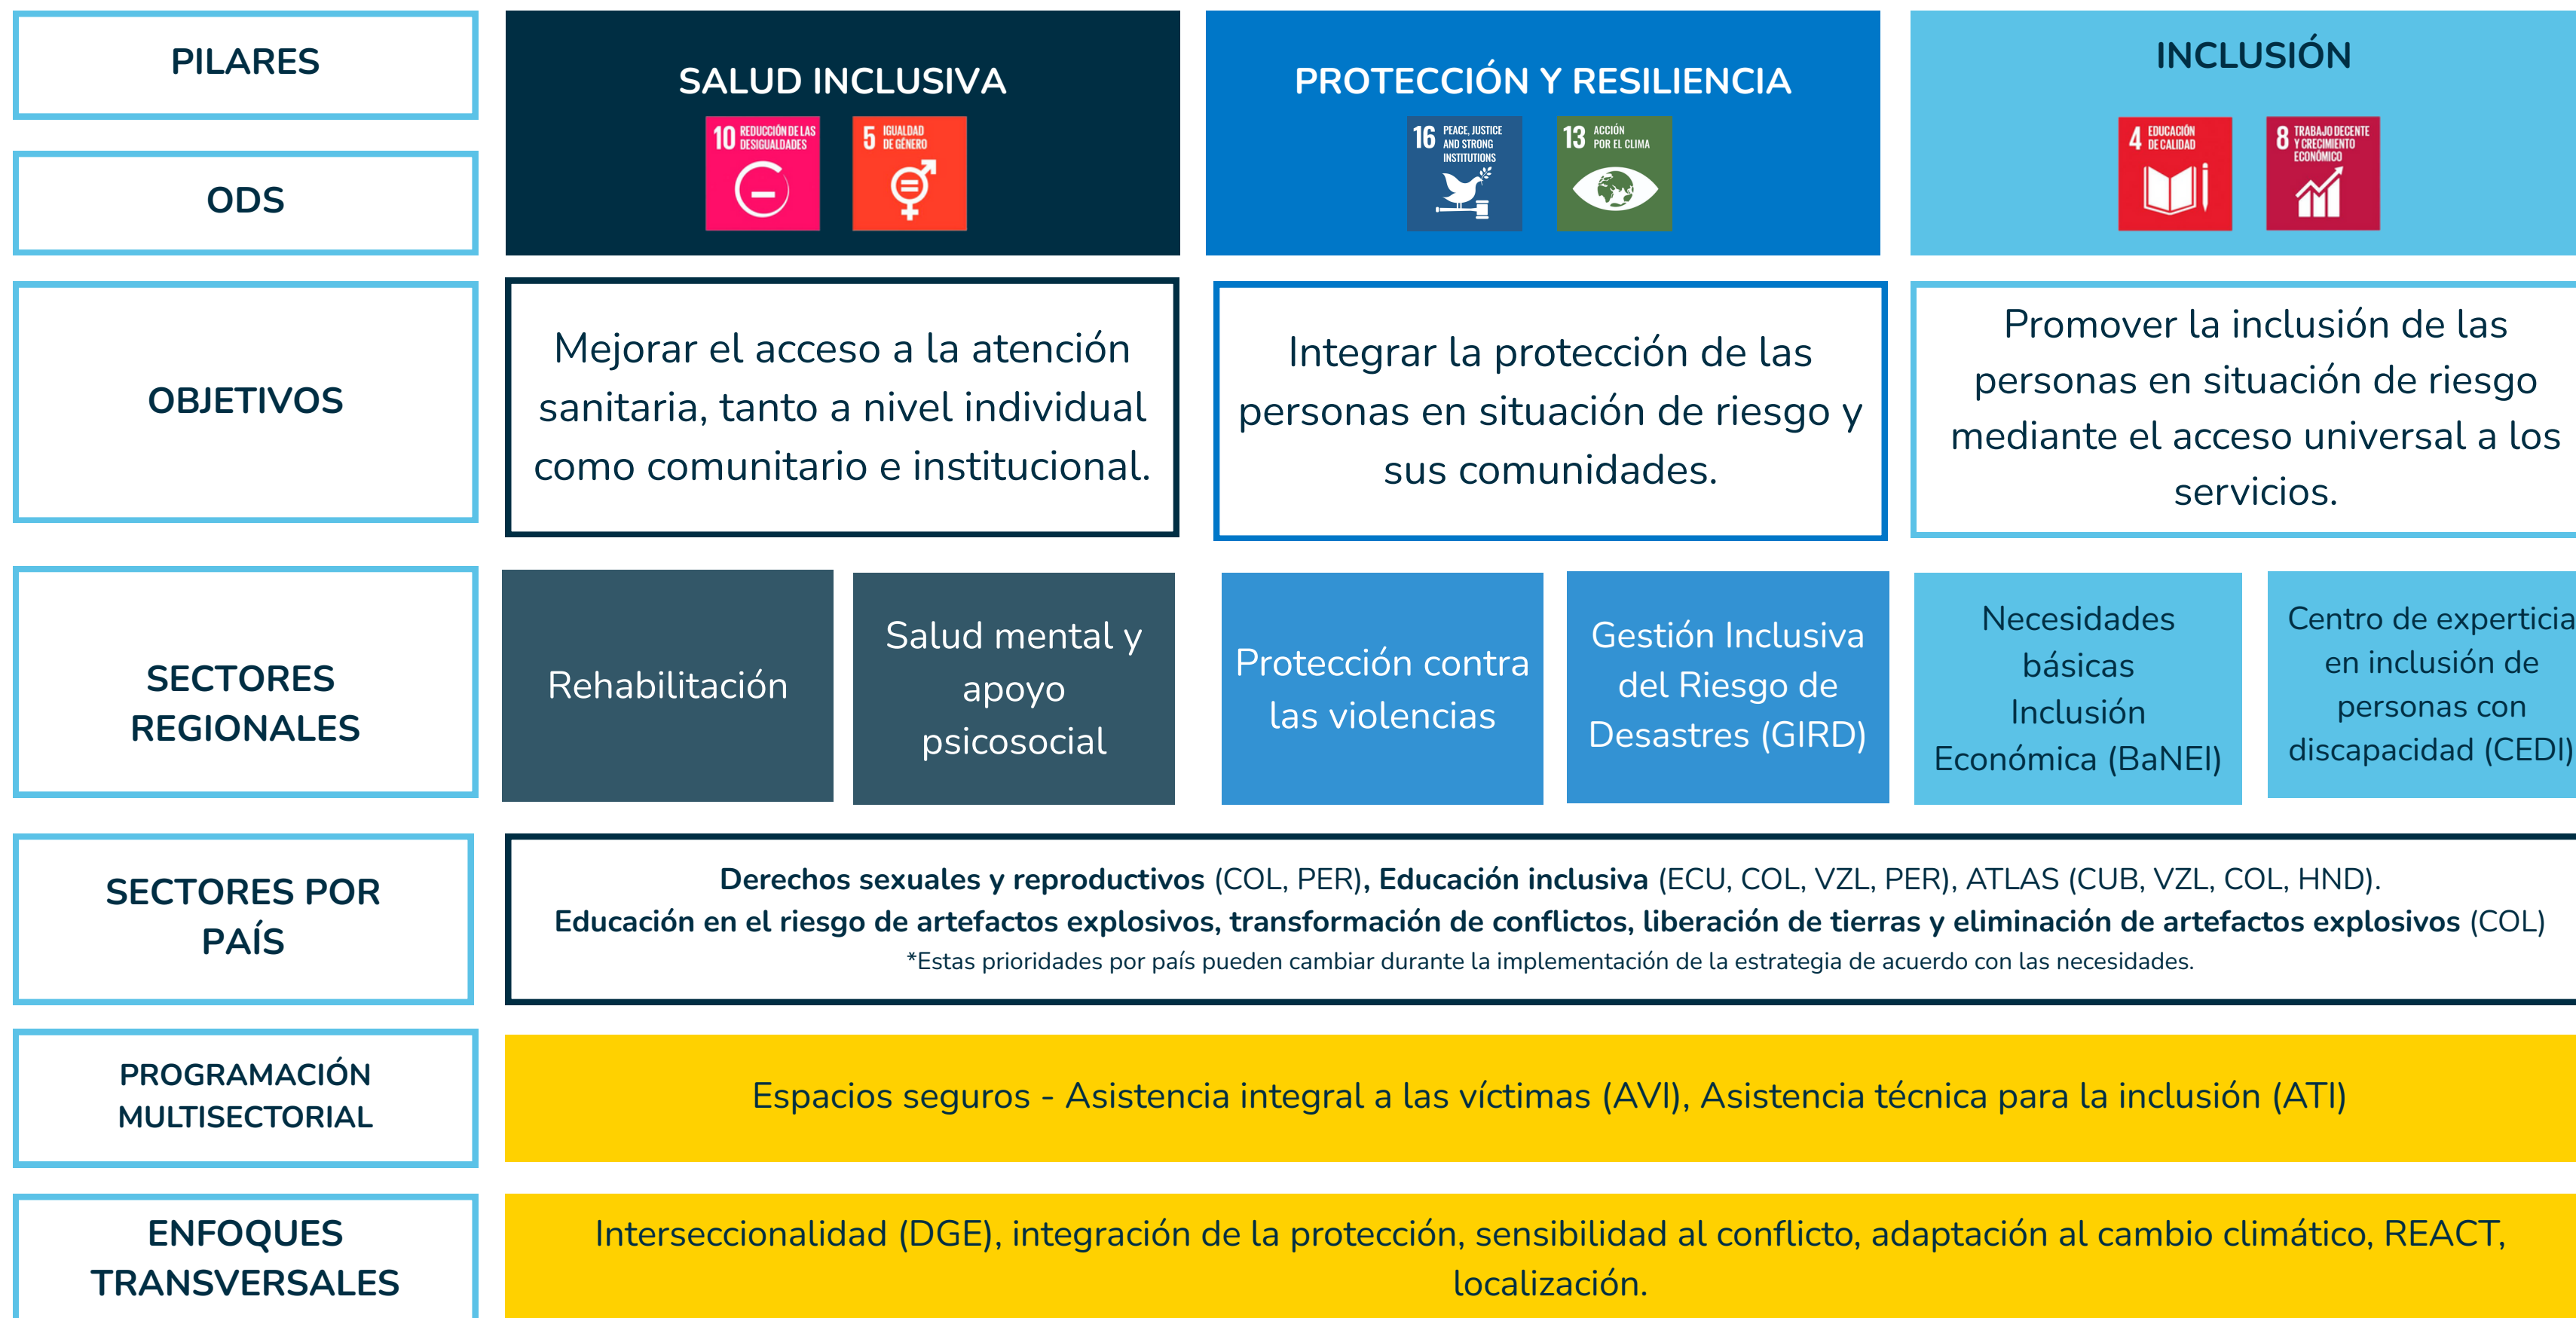 PILARES
SALUD INCLUSIVA
PROTECCIÓN Y RESILIENCIA
INCLUSIÓN
ODS
10 REDUCCIÓN DE LAS
DESIGUALDADES
5 IGUALDAD
DE GÉNERO
16 PEACE, JUSTICE
AND STRONG
INSTITUTIONS
13 ACCIÓN
POR EL CLIMA
4 EDUCACIÓN
DE CALIDAD
8 TRABAJO DECENTE
Y CRECIMIENTO
ECONÓMICO
OBJETIVOS
Mejorar el acceso a la atención
sanitaria, tanto a nivel individual
como comunitario e institucional.
Integrar la protección de las
personas en situación de riesgo y
sus comunidades.
Promover la inclusión de las
personas en situación de riesgo
mediante el acceso universal a los
servicios.
SECTORES
REGIONALES
Rehabilitación
Salud mental y
apoyo
psicosocial
Protección contra
las violencias
Gestión Inclusiva
del Riesgo de
Desastres (GIRD)
Necesidades
básicas
Inclusión
Económica (BaNEI)
Centro de experticia
en inclusión de
personas con
discapacidad (CEDI)
SECTORES POR
PAÍS
Derechos sexuales y reproductivos (COL, PER), Educación inclusiva (ECU, COL, VZL, PER), ATLAS (CUB, VZL, COL, HND).
Educación en el riesgo de artefactos explosivos, transformación de conflictos, liberación de tierras y eliminación de artefactos explosivos (COL)
*Estas prioridades por país pueden cambiar durante la implementación de la estrategia de acuerdo con las necesidades.
PROGRAMACIÓN
MULTISECTORIAL
Espacios seguros - Asistencia integral a las víctimas (AVI), Asistencia técnica para la inclusión (ATI)
ENFOQUES
TRANSVERSALES
Interseccionalidad (DGE), integración de la protección, sensibilidad al conflicto, adaptación al cambio climático, REACT,
localización.